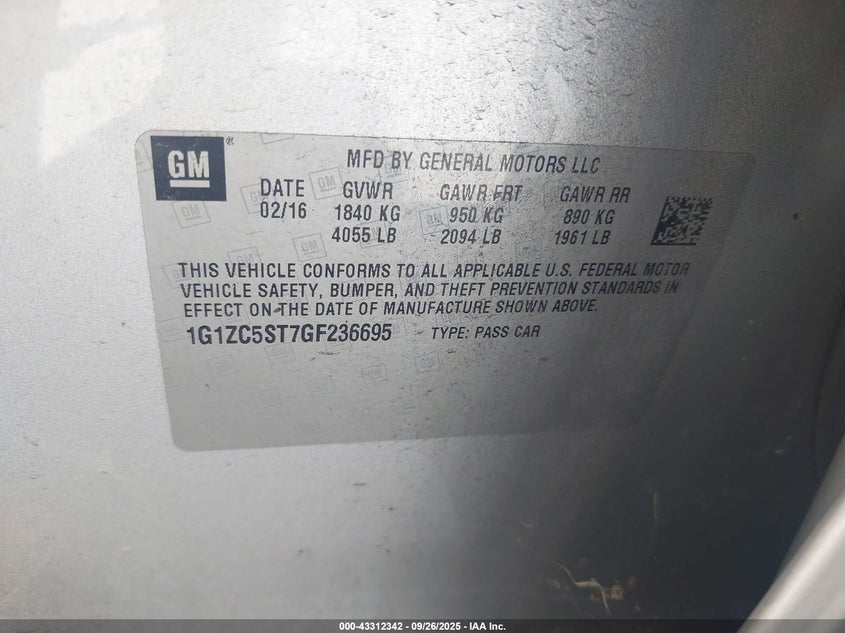 GM
MFD BY GENERAL MOTORS LLC
DATE GVWR GAWR FRT GAWR RR
02/16 1840 KG 950 KG 890 KG
4055 LB 2094 LB 1961 LB
THIS VEHICLE CONFORMS TO ALL APPLICABLE U.S. FEDERAL MOTOR
VEHICLE SAFETY, BUMPER, AND THEFT PREVENTION STANDARDS IN
EFFECT ON THE DATE OF MANUFACTURE SHOWN ABOVE.
1G1ZC5ST7GF236695 TYPE: PASS CAR
000-43312342 | 09/26/2025 | IAA Inc.